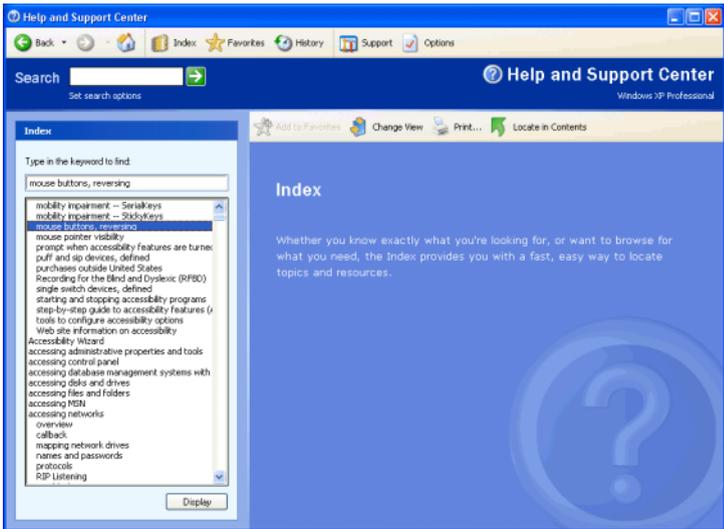 Help and Support Center
Back
Index
Favorites
History
Support
Options
Search
Set search options
Help and Support Center
Windows XP Professional
Index
Add to Favorites
Change View
Print...
Locate in Contents
Type in the keyword to find:
mouse buttons, reversing
mobility impairment -- SerialKeys
mobility impairment -- StickyKeys
mouse buttons, reversing
mouse pointer visibility
prompt when accessibility features are turned
puff and sip devices, defined
purchases outside United States
Recording for the Blind and Dyslexic (RFBD)
single switch devices, defined
starting and stopping accessibility programs
step-by-step guide to accessibility features (
tools to configure accessibility options
Web site information on accessibility
Accessibility Wizard
accessing administrative properties and tools
accessing control panel
accessing database management systems with
accessing disks and drives
accessing files and folders
accessing MSN
accessing networks
overview
callback
mapping network drives
names and passwords
protocols
RIP Listening
Display
Index
Whether you know exactly what you're looking for, or want to browse for
what you need, the Index provides you with a fast, easy way to locate
topics and resources.